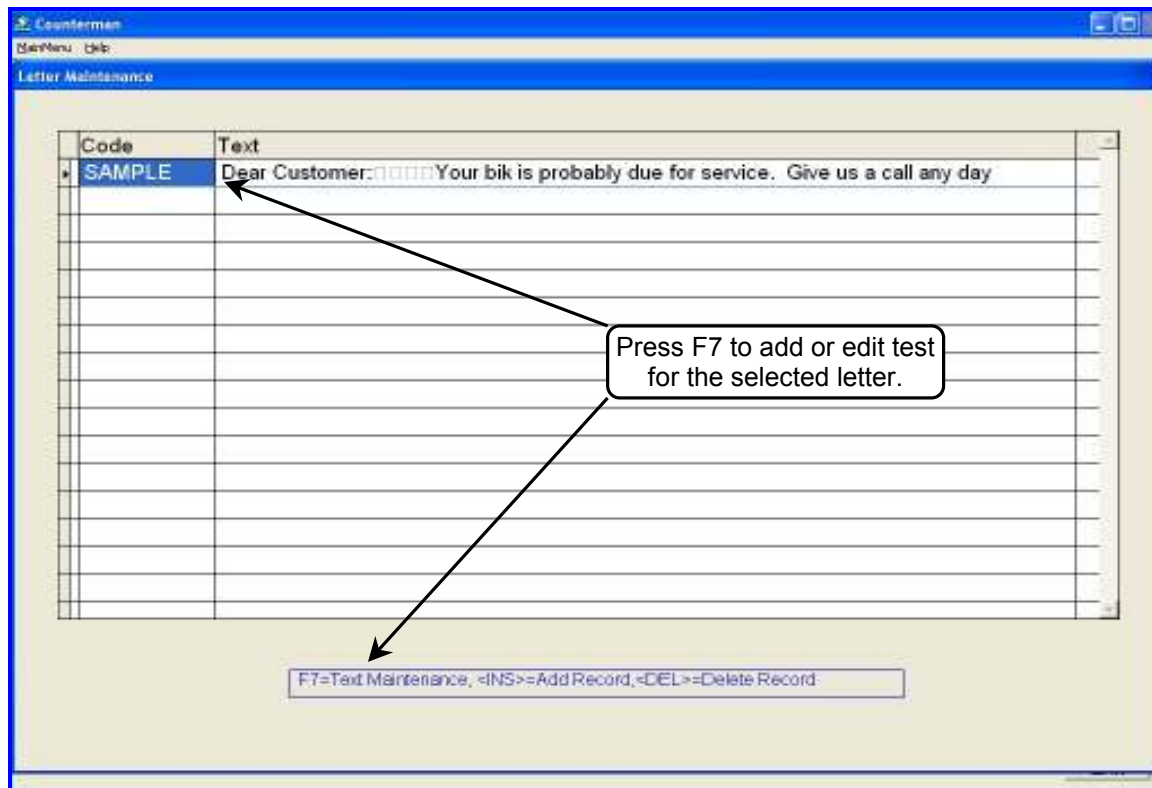 Counterman
MainMenu Help
Letter Maintenance
Code Text
SAMPLE Dear Customer:□□□□Your bik is probably due for service. Give us a call any day
Press F7 to add or edit test
for the selected letter.
F7=Text Maintenance, <INS>=Add Record,<DEL>=Delete Record